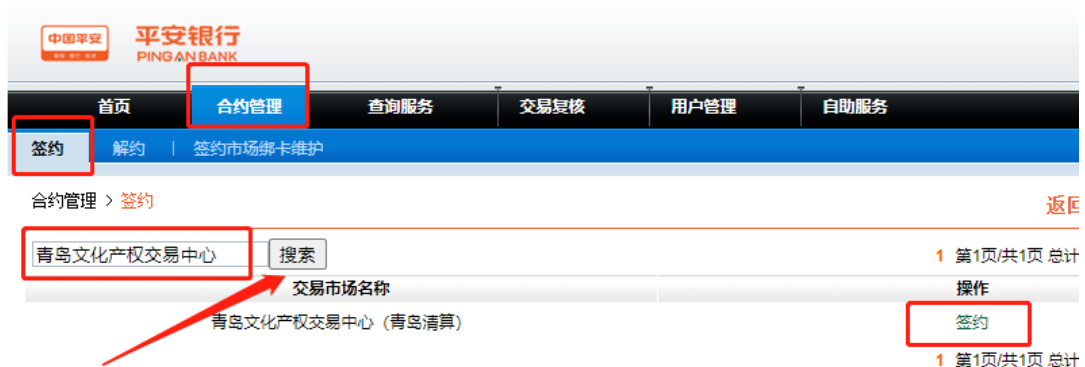 中国平安 平安银行
PINGAN BANK
首页 合约管理 查询服务 交易复核 用户管理 自助服务
签约 解约 | 签约市场绑卡维护
合约管理 > 签约 返回
青岛文化产权交易中心 搜索 1 第1页/共1页 总计
交易市场名称 操作
青岛文化产权交易中心（青岛清算） 签约
1 第1页/共1页 总计